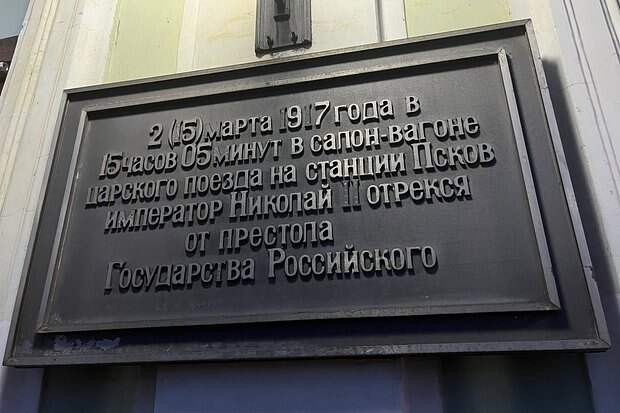 2 (15) марта 1917 года в
15 часов 05 минут в салон-вагоне
царского поезда на станции Псков
император Николай II отрекся
от престола
Государства Российского